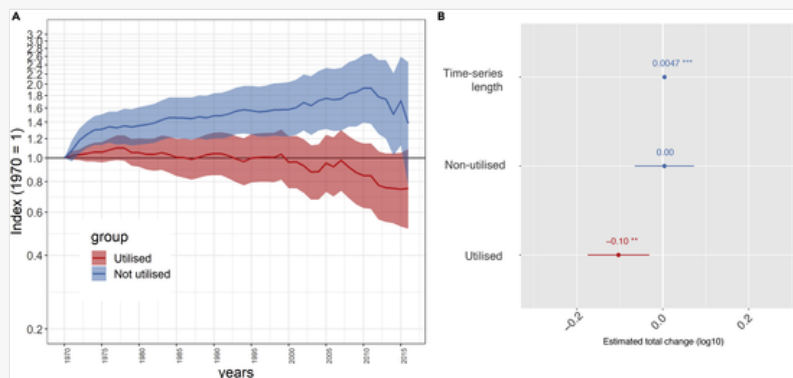 A
Index (1970 = 1)
3.2
3.0
2.8
2.6
2.4
2.2
2.0
1.8
1.6
1.4
1.2
1.0
0.8
0.6
0.4
0.2
group
Utilised
Not utilised
1970
1975
1980
1985
1990
1995
2000
2005
2010
2015
years
B
Time-series
length
0.0047 ***
Non-utilised
0.00
Utilised
−0.10 **
−0.2
0.0
0.2
Estimated total change (log10)